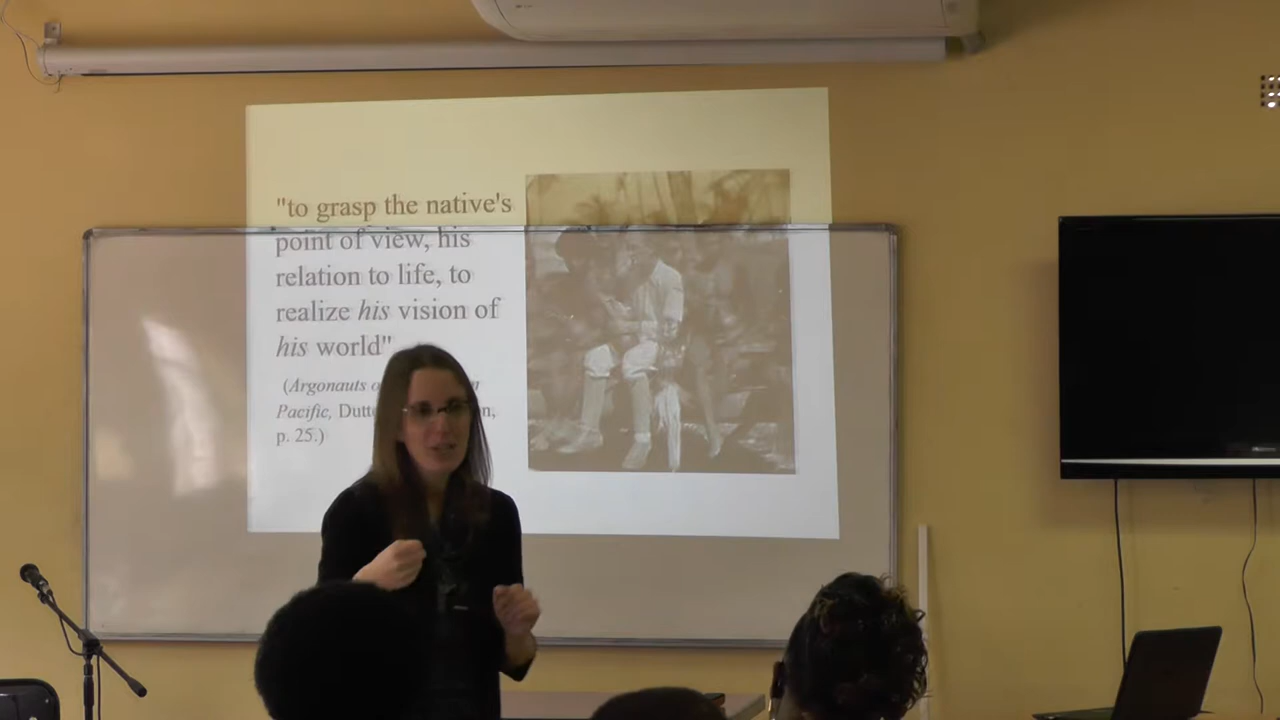 "to grasp the native's
point of view, his
relation to life, to
realize his vision of
his world"
(Argonauts
Pacific,
p. 25.)